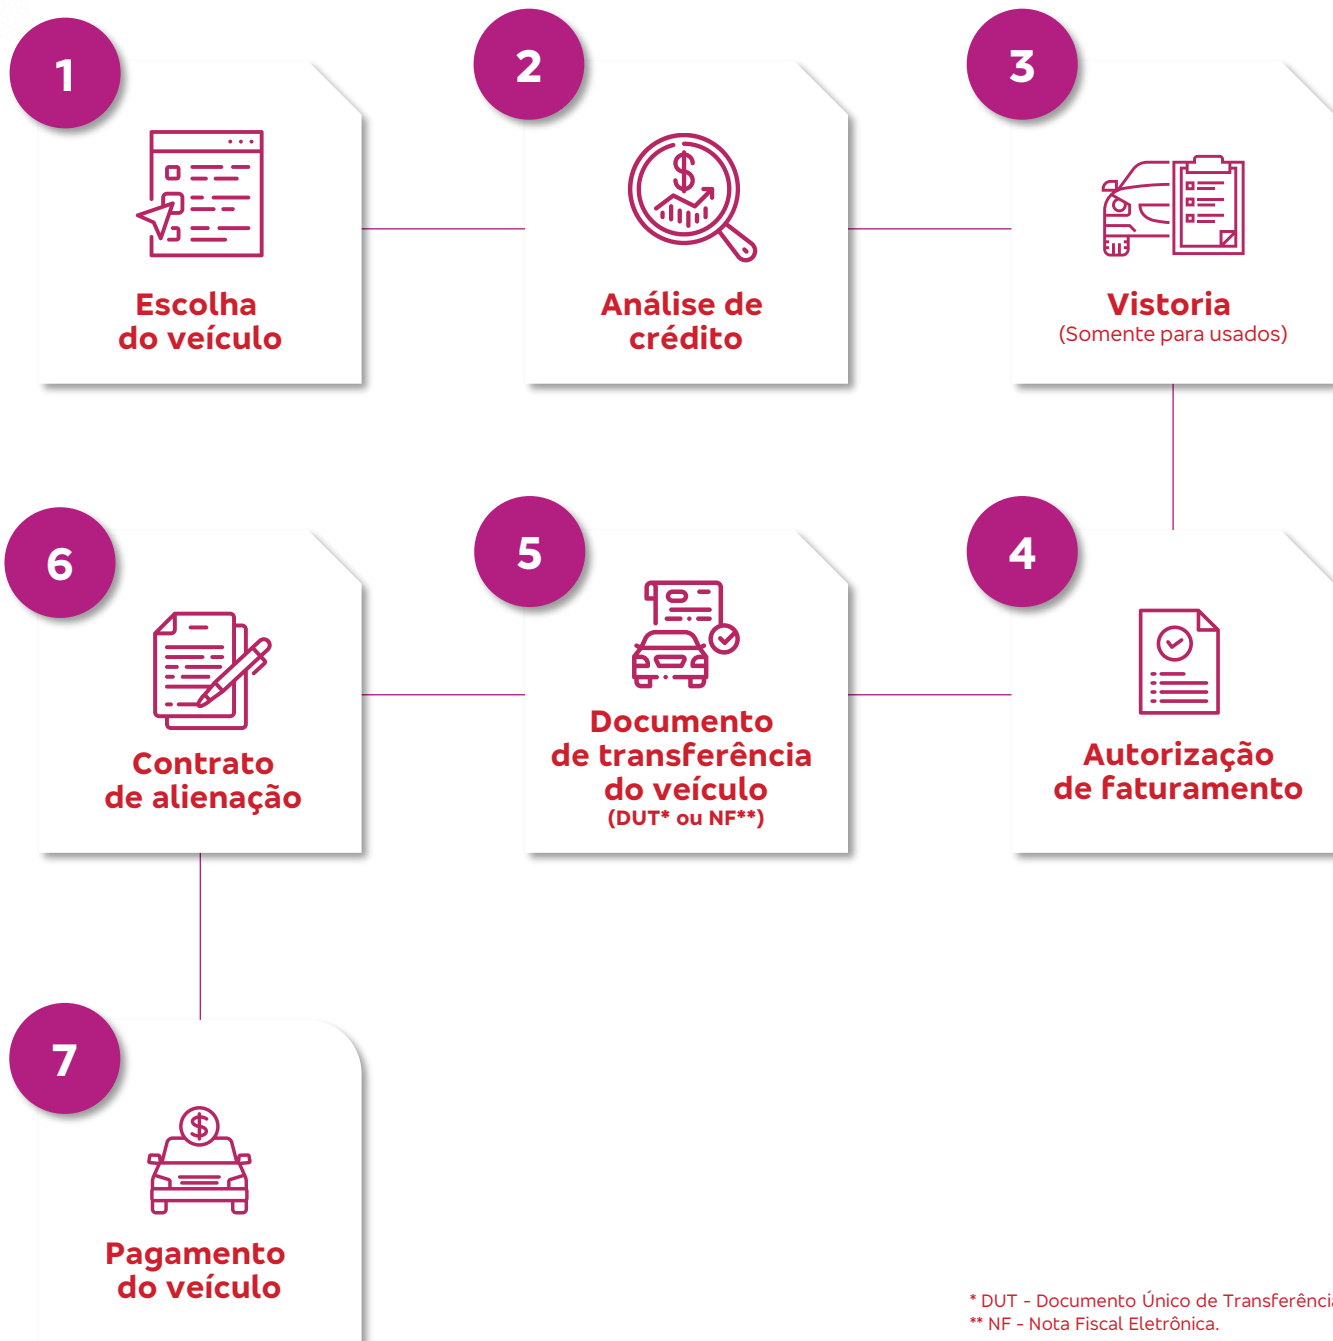 1
Escolha
do veículo
2
Análise de
crédito
3
Vistoria
(Somente para usados)
4
Autorização
de faturamento
5
Documento
de transferência
do veículo
(DUT* ou NF**)
6
Contrato
de alienação
7
Pagamento
do veículo
* DUT - Documento Único de Transferência
** NF - Nota Fiscal Eletrônica.